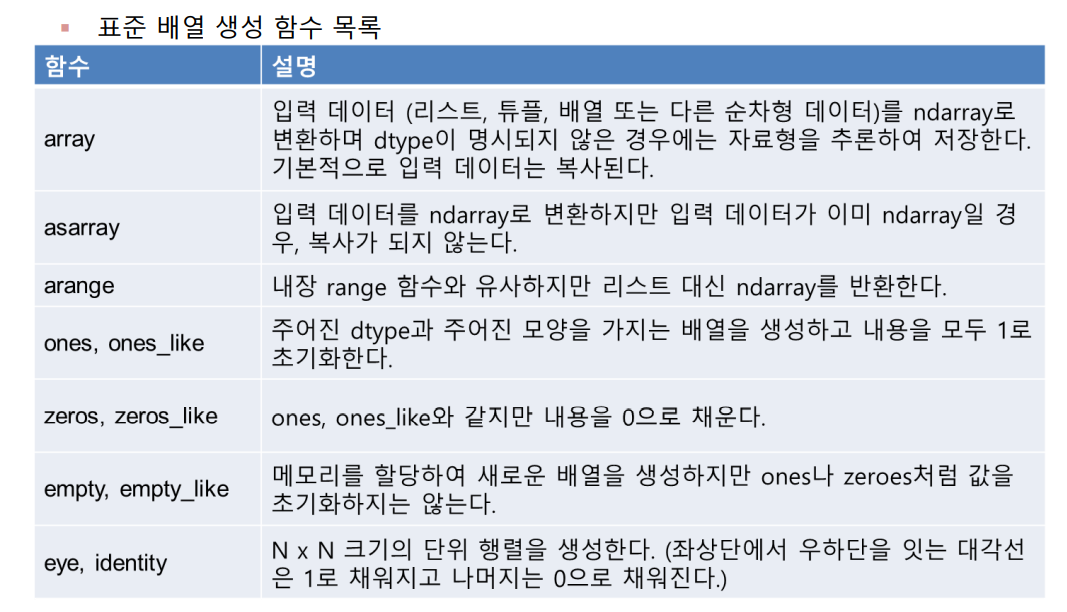 표준 배열 생성 함수 목록
함수 설명
array
입력 데이터 (리스트, 튜플, 배열 또는 다른 순차형 데이터)를 ndarray로
변환하며 dtype이 명시되지 않은 경우에는 자료형을 추론하여 저장한다.
기본적으로 입력 데이터는 복사된다.
asarray
입력 데이터를 ndarray로 변환하지만 입력 데이터가 이미 ndarray일 경
우, 복사가 되지 않는다.
arange
내장 range 함수와 유사하지만 리스트 대신 ndarray를 반환한다.
ones, ones_like
주어진 dtype과 주어진 모양을 가지는 배열을 생성하고 내용을 모두 1로
초기화한다.
zeros, zeros_like
ones, ones_like와 같지만 내용을 0으로 채운다.
empty, empty_like
메모리를 할당하여 새로운 배열을 생성하지만 ones나 zeroes처럼 값을
초기화하지는 않는다.
eye, identity
N x N 크기의 단위 행렬을 생성한다. (좌상단에서 우하단을 잇는 대각선
은 1로 채워지고 나머지는 0으로 채워진다.)